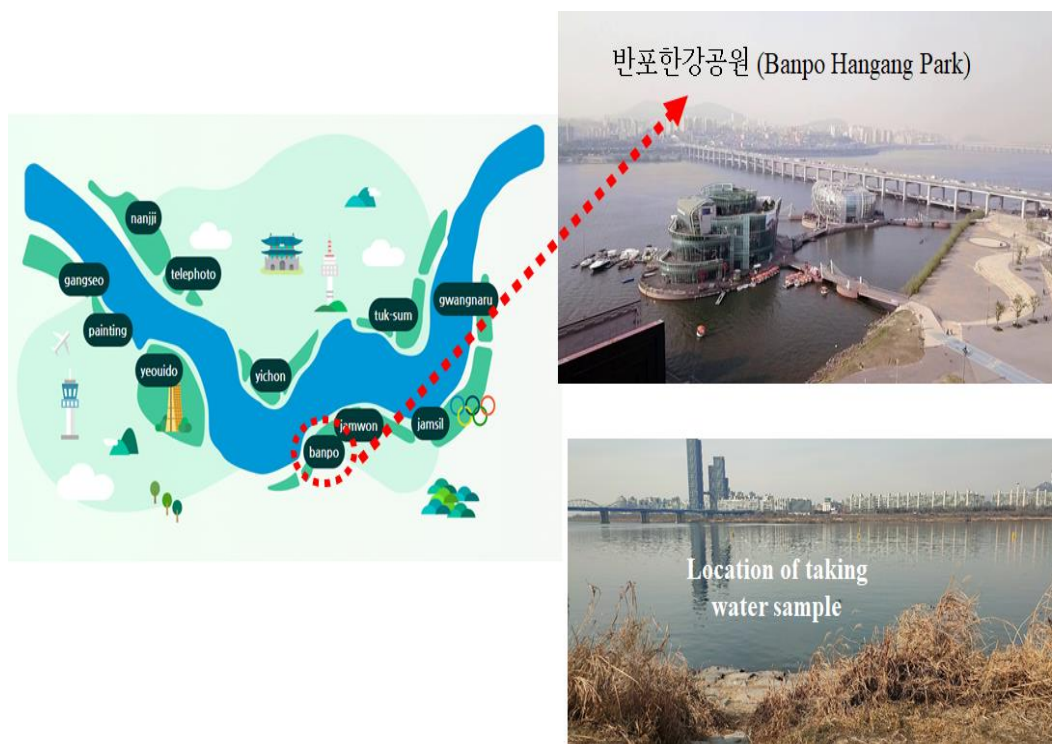 반포한강공원 (Banpo Hangang Park)
nanjji
telephoto
gangseo
painting
yeouido
yichon
tuk-sum
gwangnaru
jamwon
jamsil
banpo
Location of taking
water sample